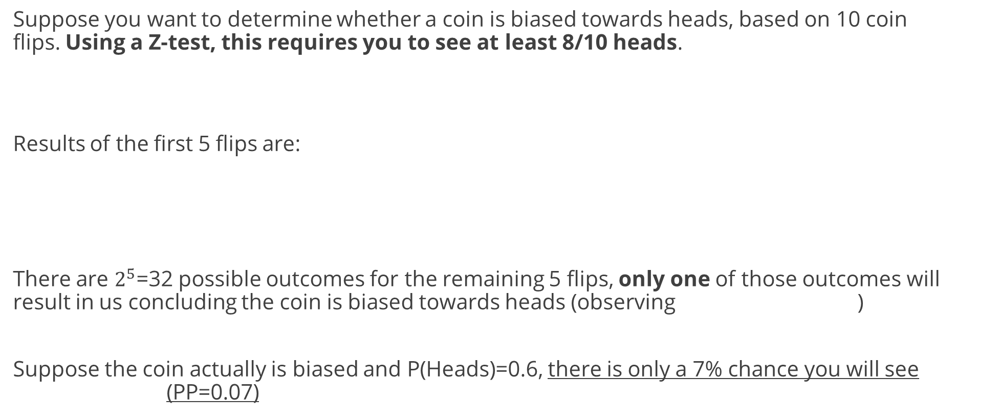 Suppose you want to determine whether a coin is biased towards heads, based on 10 coin
flips. Using a Z-test, this requires you to see at least 8/10 heads.
Results of the first 5 flips are:
There are 2⁵=32 possible outcomes for the remaining 5 flips, only one of those outcomes will
result in us concluding the coin is biased towards heads (observing )
Suppose the coin actually is biased and P(Heads)=0.6, there is only a 7% chance you will see
(PP=0.07)